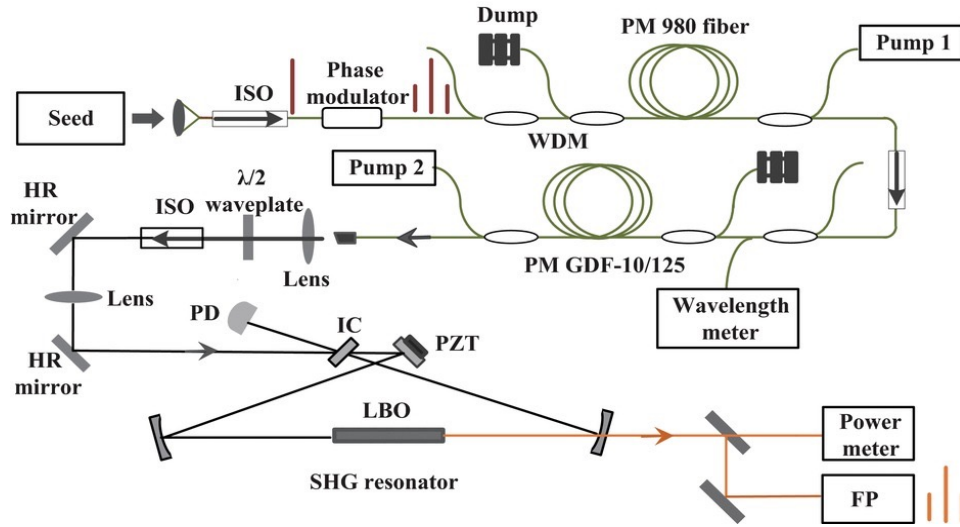 Dump
PM 980 fiber
Pump 1
Seed
ISO
Phase
modulator
WDM
Pump 2
HR
mirror
ISO
λ/2
waveplate
Lens
PM GDF-10/125
Wavelength
meter
Lens
PD
IC
PZT
HR
mirror
LBO
SHG resonator
Power
meter
FP